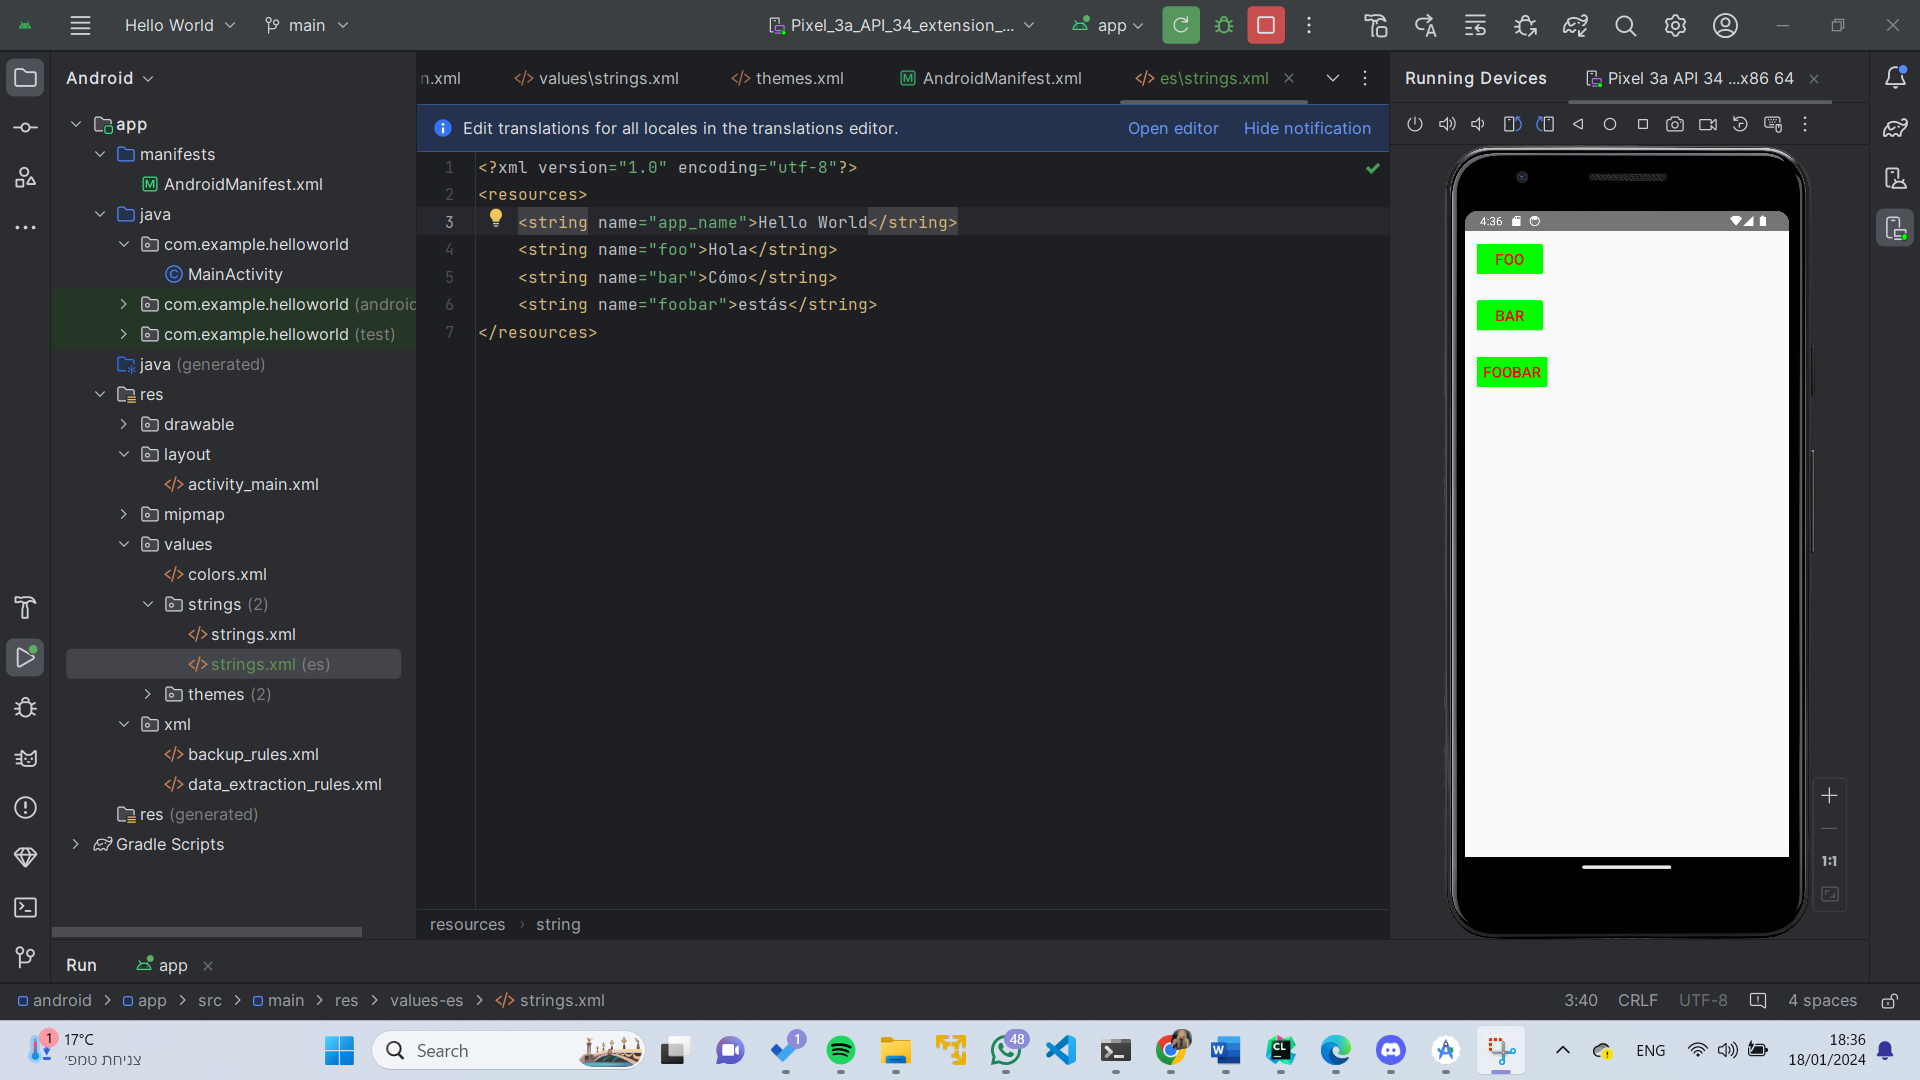 Hello World
main
Pixel_3a_API_34_extension_...
app
Android
n.xml
values\strings.xml
themes.xml
AndroidManifest.xml
es\strings.xml
Running Devices
Pixel 3a API 34 ...x86 64
Edit translations for all locales in the translations editor.
Open editor
Hide notification
app
manifests
AndroidManifest.xml
java
com.example.helloworld
MainActivity
com.example.helloworld (androic
com.example.helloworld (test)
java (generated)
res
drawable
layout
activity_main.xml
mipmap
values
colors.xml
strings (2)
strings.xml
strings.xml (es)
themes (2)
xml
backup_rules.xml
data_extraction_rules.xml
res (generated)
Gradle Scripts
1 <?xml version="1.0" encoding="utf-8"?>
2 <resources>
3 <string name="app_name">Hello World</string>
4 <string name="foo">Hola</string>
5 <string name="bar">Cómo</string>
6 <string name="foobar">estás</string>
7 </resources>
4:36
FOO
BAR
FOOBAR
1:1
resources › string
Run
app
android > app > src > main > res > values-es > strings.xml
3:40 CRLF UTF-8 4 spaces
1
17°C
צניחת טמפ׳
Search
1
48
W
CL
ENG
18:36
18/01/2024